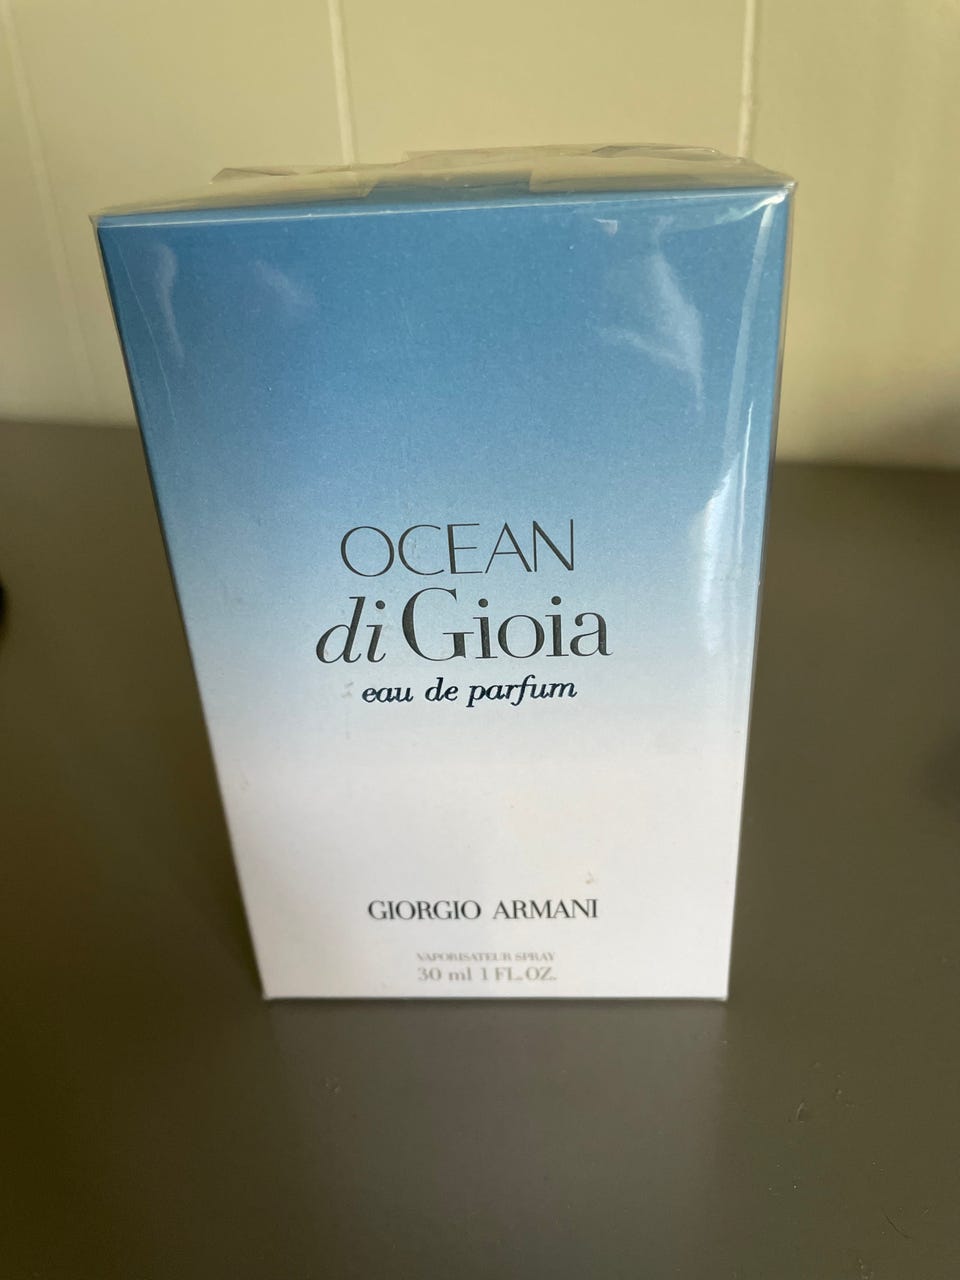 OCEAN
di Gioia
eau de parfum
GIORGIO ARMANI
VAPORISATEUR SPRAY
30 ml 1 FL. OZ.